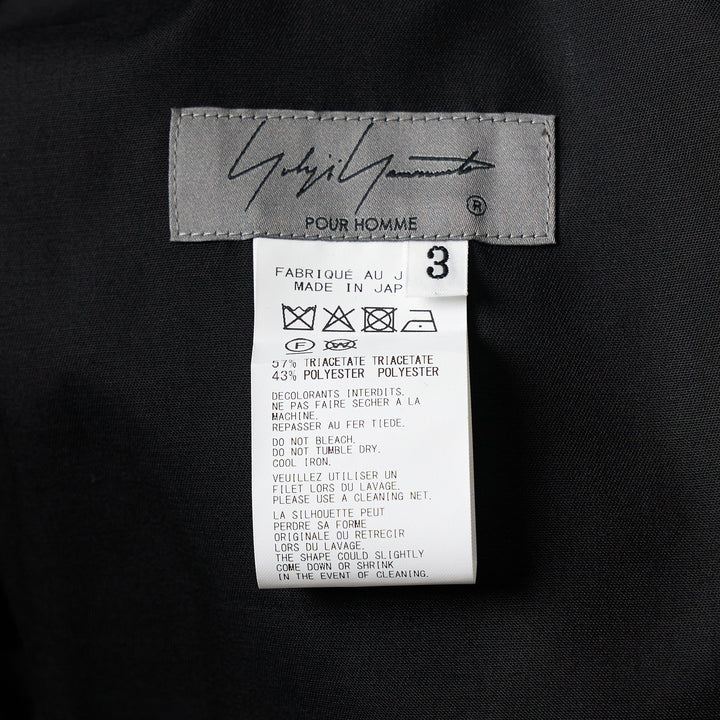 Yohji Yamamoto
®
POUR HOMME
3
FABRIQUÉ AU J
MADE IN JAP
F W
57% TRIACETATE TRIACETATE
43% POLYESTER POLYESTER
DECOLORANTS INTERDITS.
NE PAS FAIRE SECHER A LA
MACHINE.
REPASSER AU FER TIEDE.
DO NOT BLEACH.
DO NOT TUMBLE DRY.
COOL IRON.
VEUILLEZ UTILISER UN
FILET LORS DU LAVAGE.
PLEASE USE A CLEANING NET.
LA SILHOUETTE PEUT
PERDRE SA FORME
ORIGINALE OU RETRECIR
LORS DU LAVAGE.
THE SHAPE COULD SLIGHTLY
COME DOWN OR SHRINK
IN THE EVENT OF CLEANING.